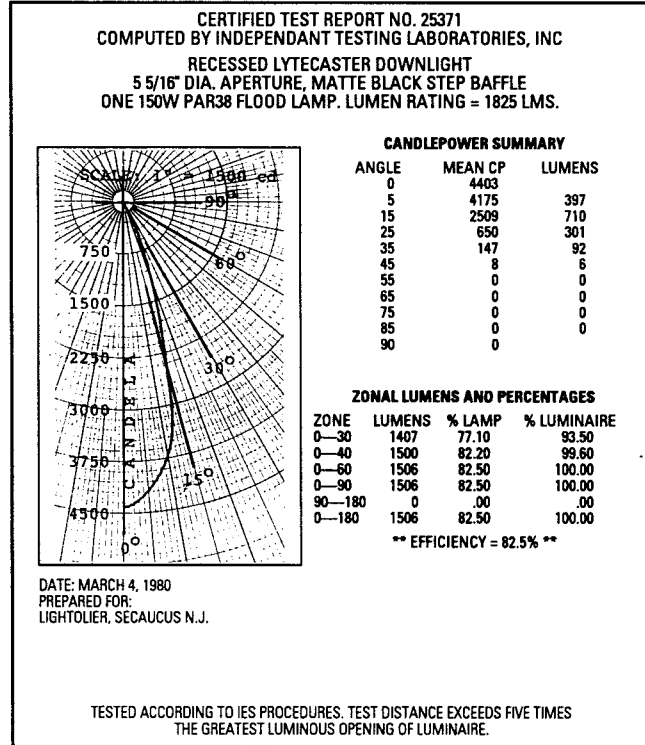 CERTIFIED TEST REPORT NO. 25371
COMPUTED BY INDEPENDANT TESTING LABORATORIES, INC
RECESSED LYTECASTER DOWNLIGHT
5 5/16" DIA. APERTURE, MATTE BLACK STEP BAFFLE
ONE 150W PAR38 FLOOD LAMP. LUMEN RATING = 1825 LMS.
SCALE: 1" = 1500 cd
90°
60°
30°
15°
0°
750
1500
2250
3000
3750
4500
CANDELA
CANDLEPOWER SUMMARY
ANGLE MEAN CP LUMENS
0 4403
5 4175 397
15 2509 710
25 650 301
35 147 92
45 8 6
55 0 0
65 0 0
75 0 0
85 0 0
90 0
ZONAL LUMENS AND PERCENTAGES
ZONE LUMENS % LAMP % LUMINAIRE
0—30 1407 77.10 93.50
0—40 1500 82.20 99.60
0—60 1506 82.50 100.00
0—90 1506 82.50 100.00
90—180 0 .00 .00
0—180 1506 82.50 100.00
** EFFICIENCY = 82.5% **
DATE: MARCH 4, 1980
PREPARED FOR:
LIGHTOLIER, SECAUCUS N.J.
TESTED ACCORDING TO IES PROCEDURES. TEST DISTANCE EXCEEDS FIVE TIMES
THE GREATEST LUMINOUS OPENING OF LUMINAIRE.